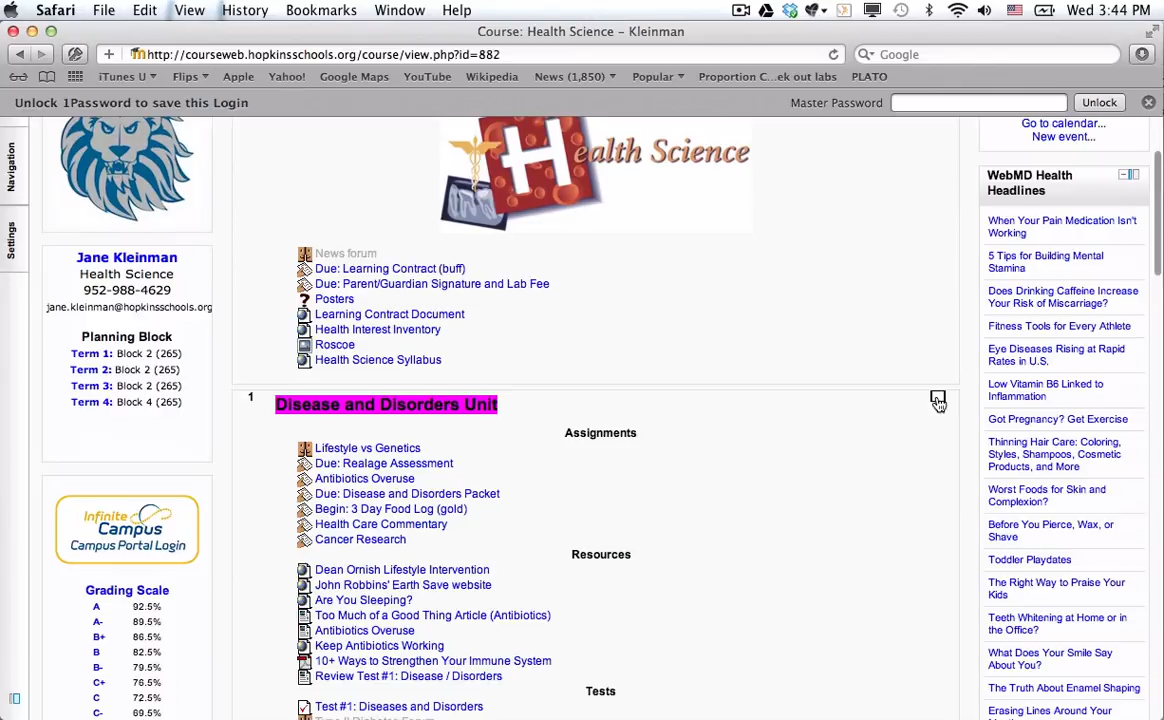 Safari File Edit View History Bookmarks Window Help Wed 3:44 PM
Course: Health Science – Kleinman
http://courseweb.hopkinsschools.org/course/view.php?id=882 Google
iTunes U Flips Apple Yahoo! Google Maps YouTube Wikipedia News (1,850) Popular Proportion C...ek out labs PLATO
Unlock 1Password to save this Login Master Password Unlock
Navigation
Settings
Jane Kleinman
Health Science
952-988-4629
jane.kleinman@hopkinsschools.org
Planning Block
Term 1: Block 2 (265)
Term 2: Block 2 (265)
Term 3: Block 2 (265)
Term 4: Block 4 (265)
Infinite
Campus
Campus Portal Login
Grading Scale
A 92.5%
A- 89.5%
B+ 86.5%
B 82.5%
B- 79.5%
C+ 76.5%
C 72.5%
C- 69.5%
Health Science
News forum
Due: Learning Contract (buff)
Due: Parent/Guardian Signature and Lab Fee
Posters
Learning Contract Document
Health Interest Inventory
Roscoe
Health Science Syllabus
1 Disease and Disorders Unit
Assignments
Lifestyle vs Genetics
Due: Realage Assessment
Antibiotics Overuse
Due: Disease and Disorders Packet
Begin: 3 Day Food Log (gold)
Health Care Commentary
Cancer Research
Resources
Dean Ornish Lifestyle Intervention
John Robbins' Earth Save website
Are You Sleeping?
Too Much of a Good Thing Article (Antibiotics)
Antibiotics Overuse
Keep Antibiotics Working
10+ Ways to Strengthen Your Immune System
Review Test #1: Disease / Disorders
Tests
Test #1: Diseases and Disorders
Type II Diabetes Forum
Go to calendar...
New event...
WebMD Health
Headlines
When Your Pain Medication Isn't
Working
5 Tips for Building Mental
Stamina
Does Drinking Caffeine Increase
Your Risk of Miscarriage?
Fitness Tools for Every Athlete
Eye Diseases Rising at Rapid
Rates in U.S.
Low Vitamin B6 Linked to
Inflammation
Got Pregnancy? Get Exercise
Thinning Hair Care: Coloring,
Styles, Shampoos, Cosmetic
Products, and More
Worst Foods for Skin and
Complexion?
Before You Pierce, Wax, or
Shave
Toddler Playdates
The Right Way to Praise Your
Kids
Teeth Whitening at Home or in
the Office?
What Does Your Smile Say
About You?
The Truth About Enamel Shaping
Erasing Lines Around Your